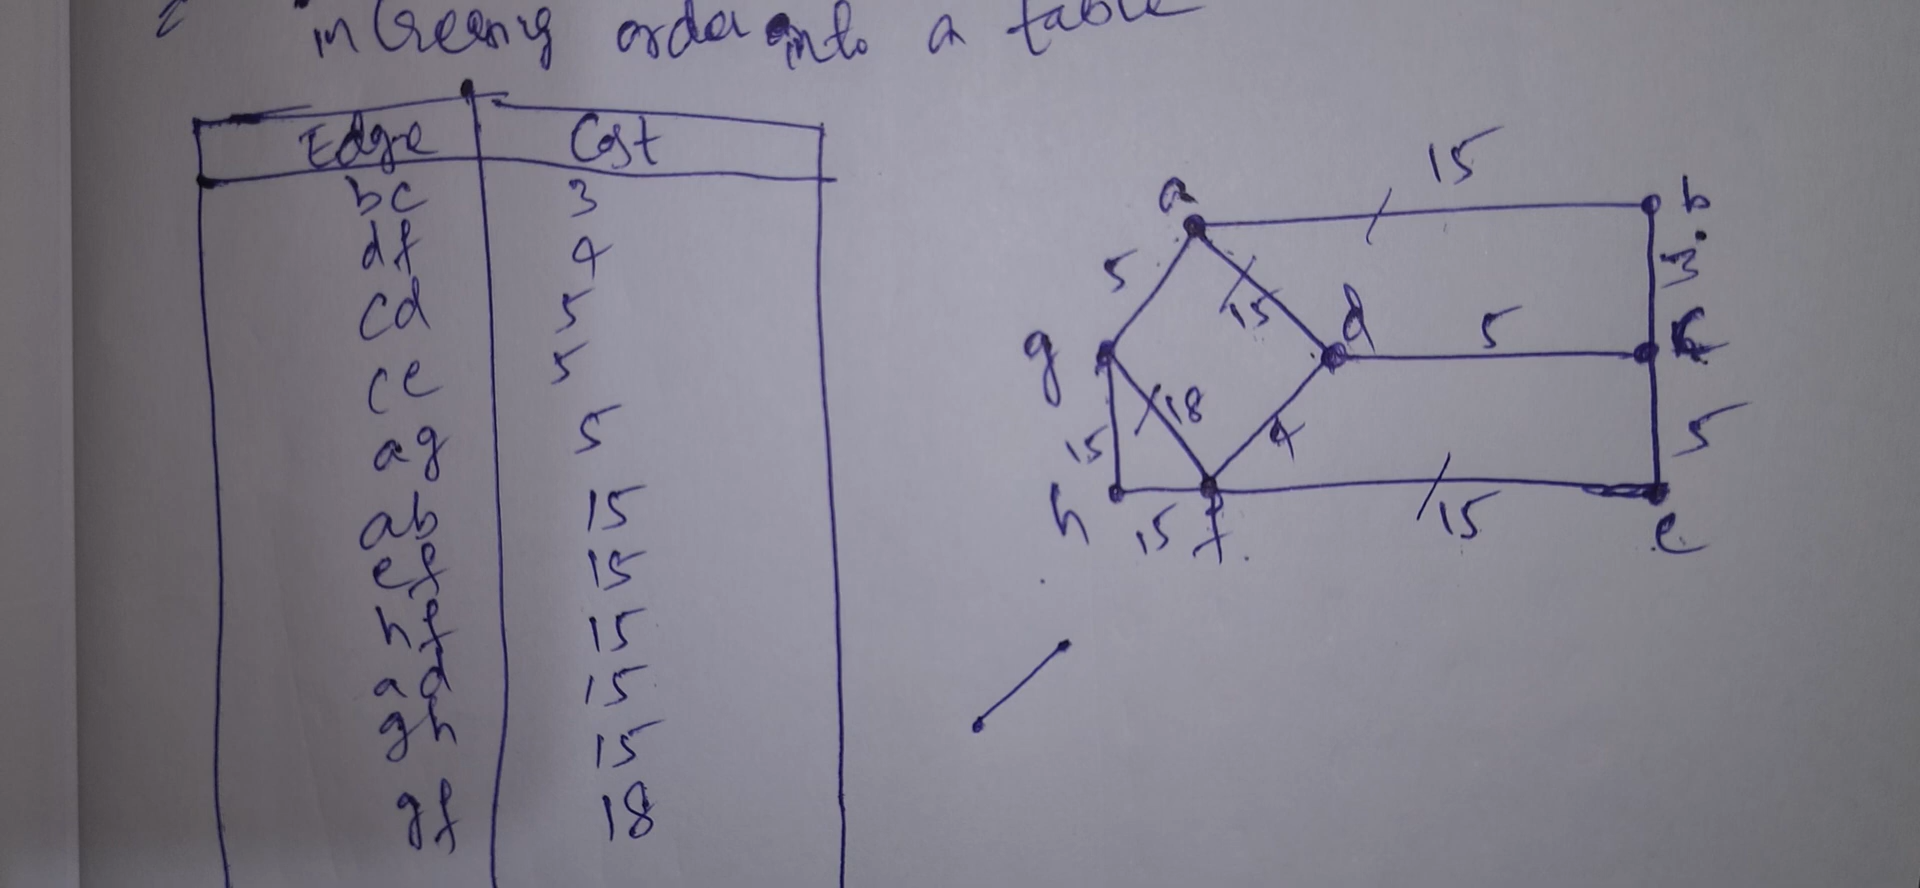 increasing order into a table
Edge Cost
bc 3
df 4
cd 5
ce 5
ag 5
ab 15
ef 15
hf 15
ad 15
gh 15
gf 18
15
a b
5 3
15 d 5
g
18
15 4 5
h 15 f 15 e